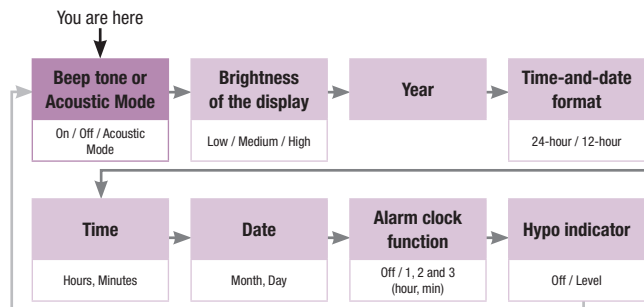 You are here
Beep tone or
Acoustic Mode
On / Off / Acoustic
Mode
Brightness
of the display
Low / Medium / High
Year
Time-and-date
format
24-hour / 12-hour
Time
Hours, Minutes
Date
Month, Day
Alarm clock
function
Off / 1, 2 and 3
(hour, min)
Hypo indicator
Off / Level